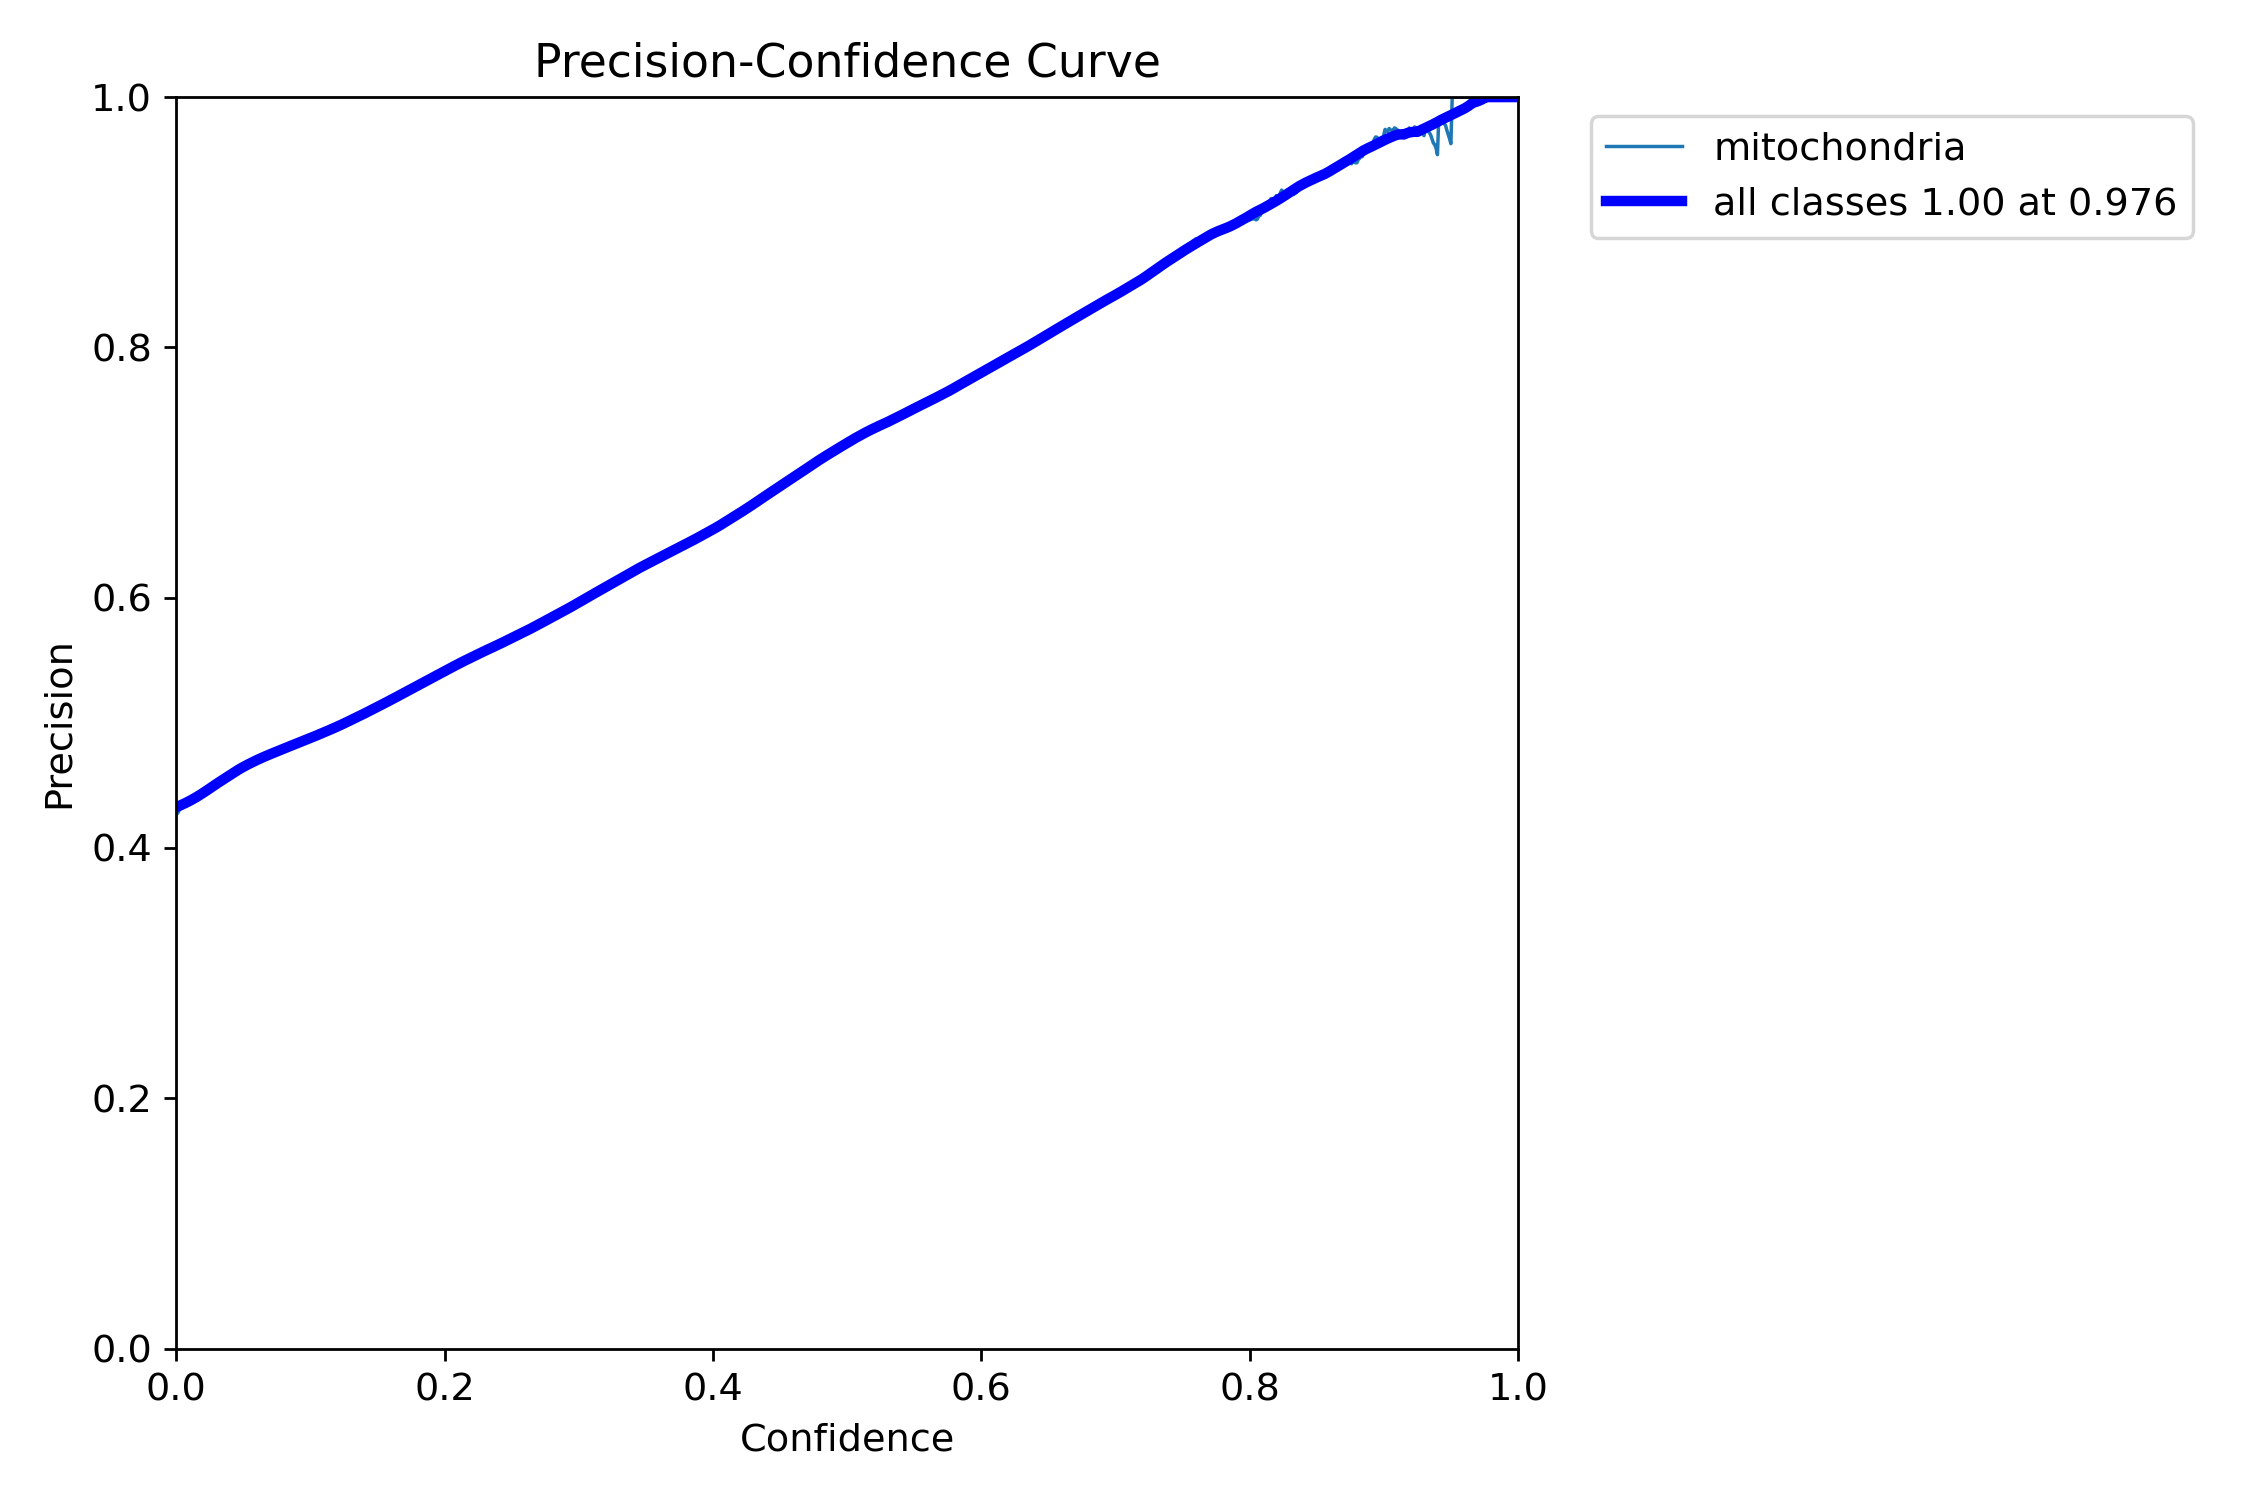 Precision-Confidence Curve
1.0
0.8
0.6
0.4
0.2
0.0
Precision
0.0 0.2 0.4 0.6 0.8 1.0
Confidence
mitochondria
all classes 1.00 at 0.976